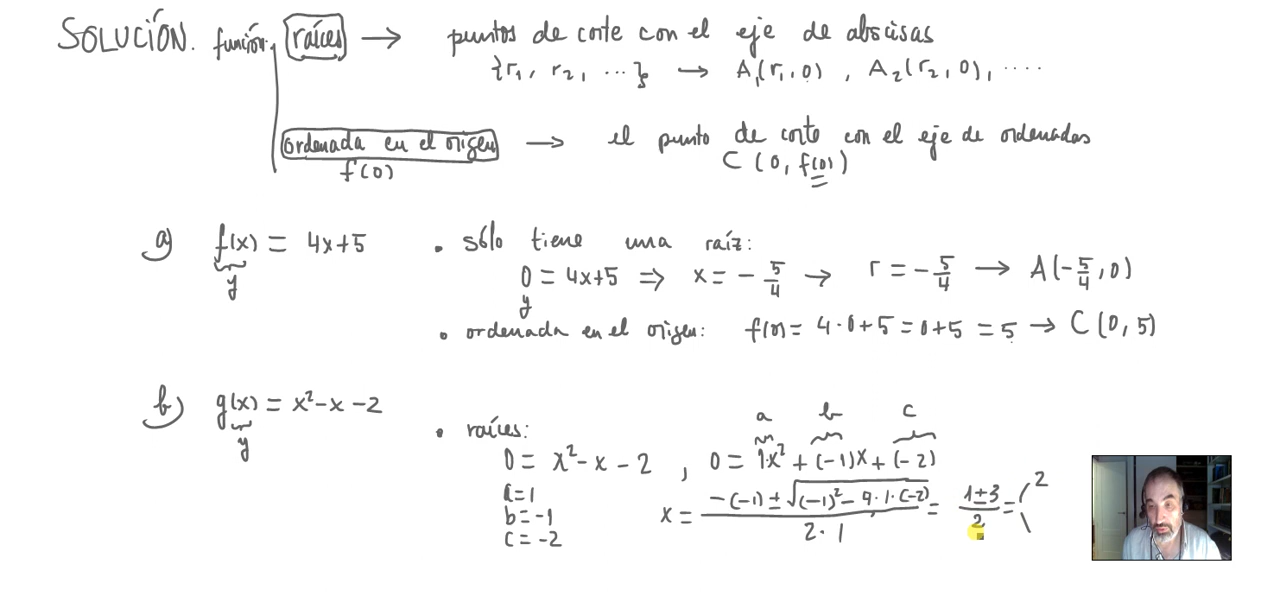 SOLUCIÓN. función raíces → puntos de corte con el eje de abscisas
{r₁, r₂, ...} → A₁(r₁,0), A₂(r₂,0), ....
ordenada en el origen → el punto de corte con el eje de ordenadas
f(0) C(0, f(0))
a) f(x) = 4x+5 • sólo tiene una raíz:
y 0 = 4x+5 ⇒ x = -5/4 → r = -5/4 → A(-5/4, 0)
y
• ordenada en el origen: f(0) = 4·0+5 = 0+5 = 5 → C(0, 5)
b) g(x) = x²-x-2
y • raíces: a b c
0 = x²-x-2, 0 = 1·x² + (-1)x + (-2)
a=1
b=-1 x = (-(-1) ± √((-1)² - 4·1·(-2)))/(2·1) = (1±3)/2 = 2
c=-2